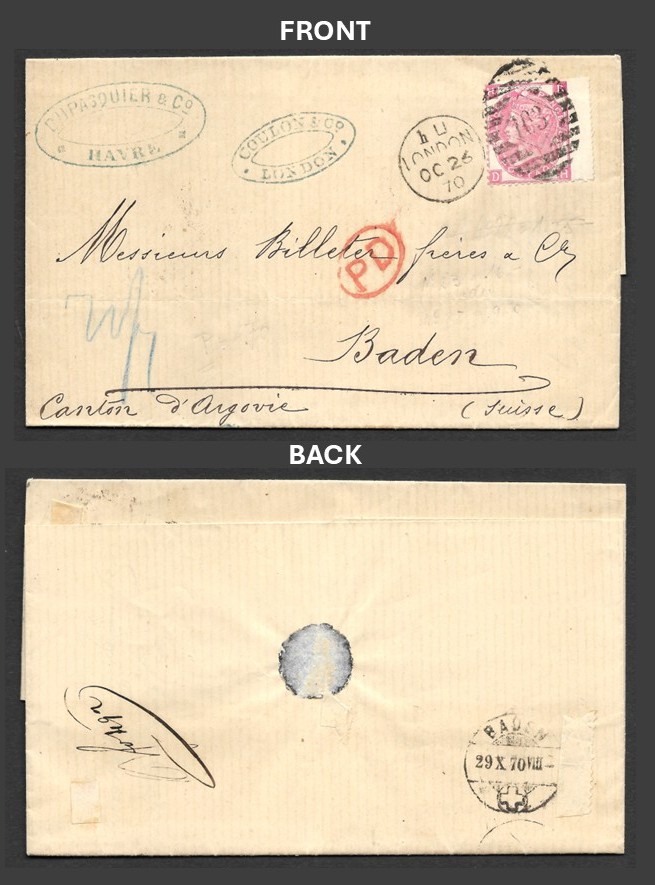 FRONT
DUPASQUIER & Co
HAVRE
COULON & Co
LONDON
h U
LONDON
OC 26
70
D H
PD
Messieurs Billeter frères & Cie
Baden
Canton d'Argovie (Suisse)
BACK
BADEN
29 X 70 VIII